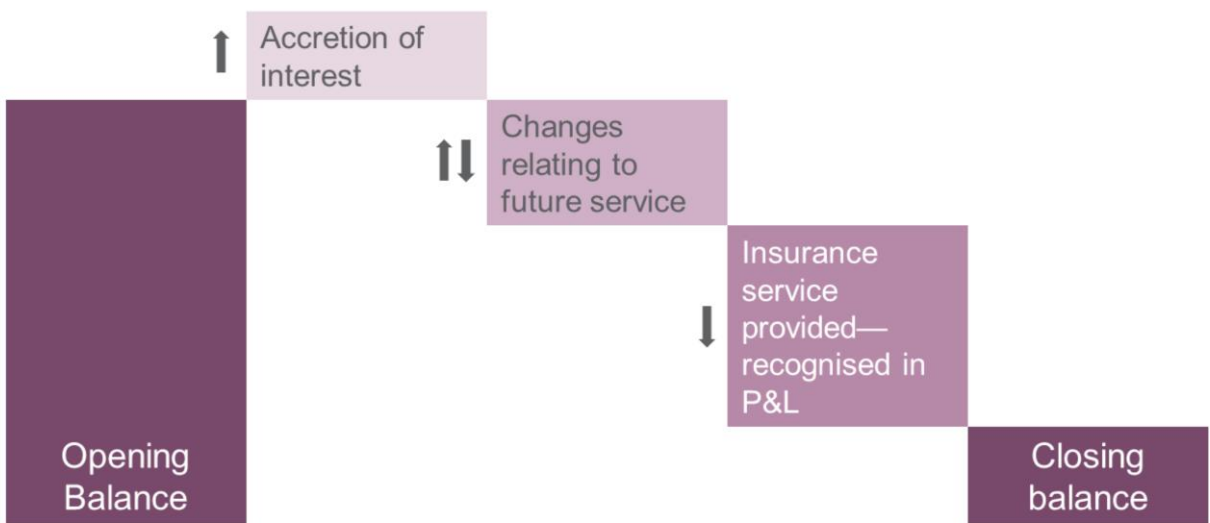 Accretion of
interest
Changes
relating to
future service
Insurance
service
provided—
recognised in
P&L
Opening
Balance
Closing
balance